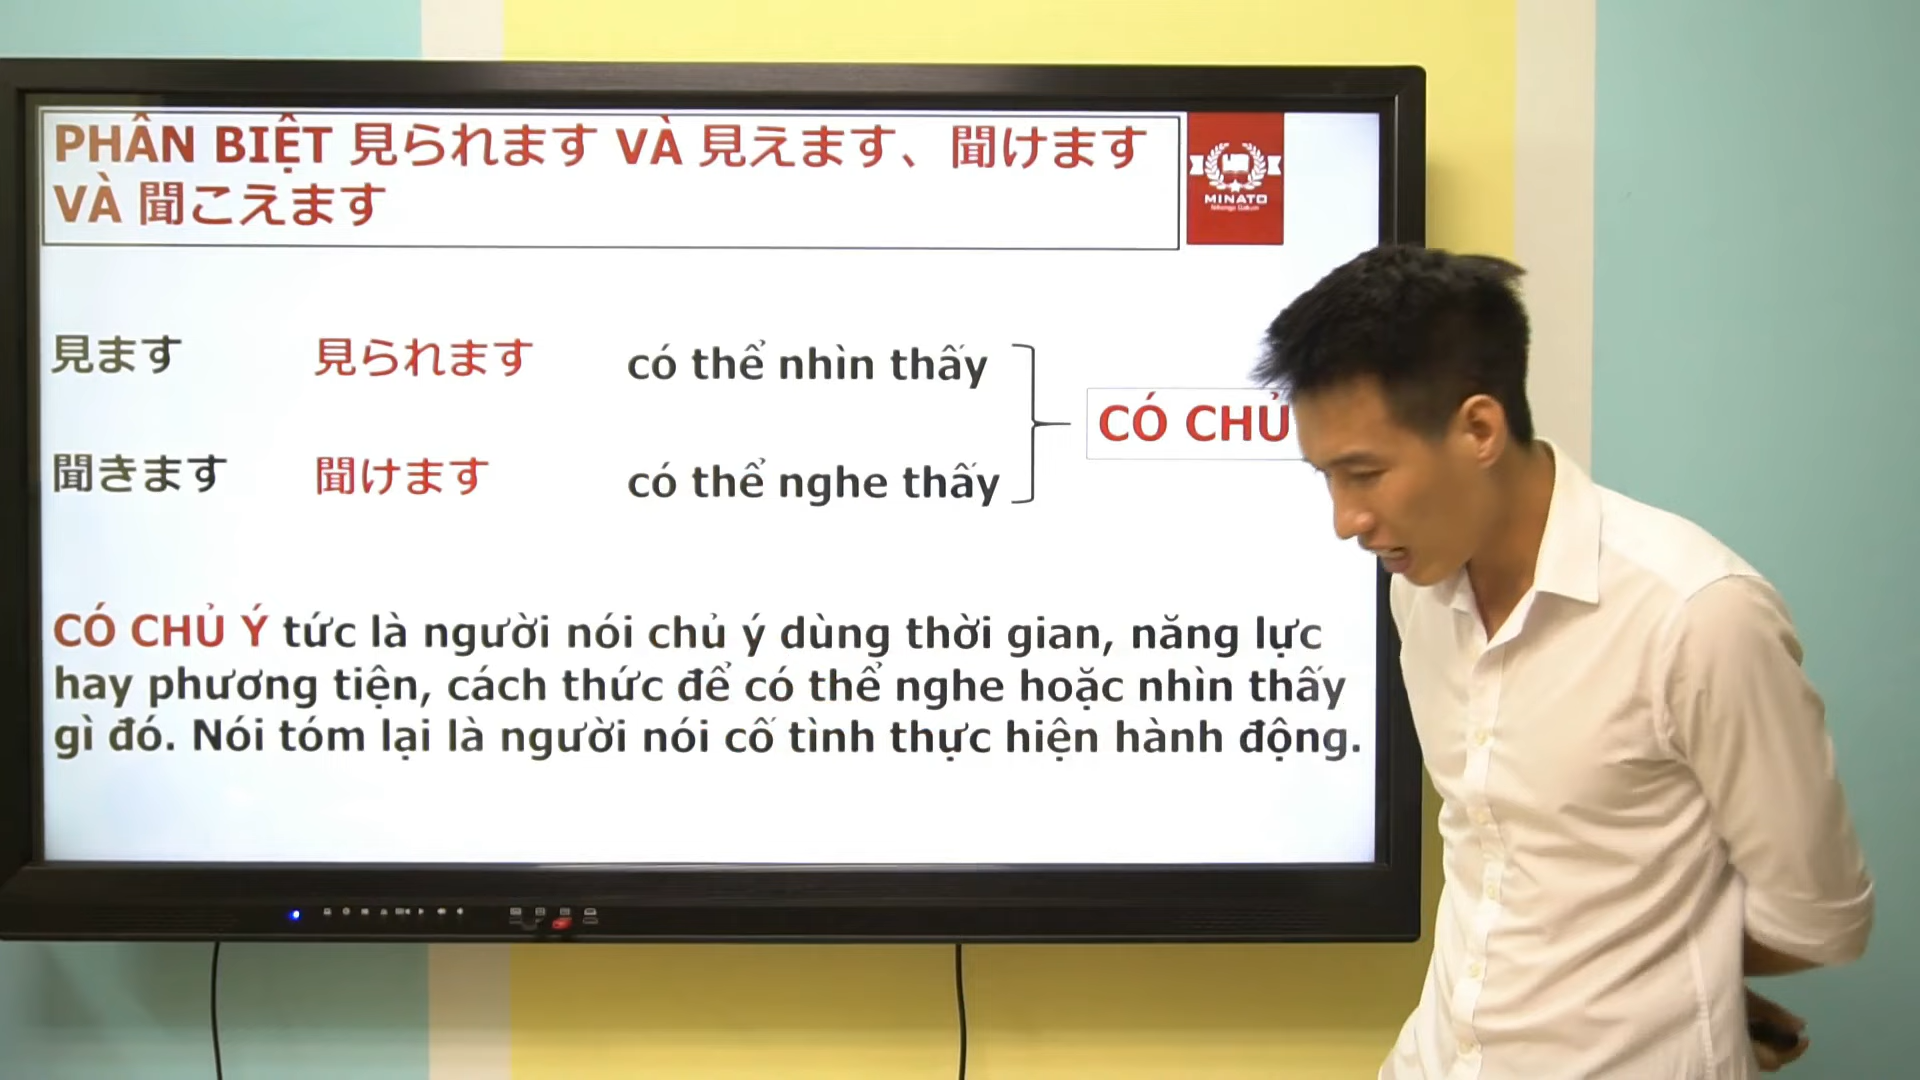 PHÂN BIỆT 見られます VÀ 見えます、聞けます
VÀ 聞こえます
MINATO
見ます 見られます có thể nhìn thấy
CÓ CHỦ
聞きます 聞けます có thể nghe thấy
CÓ CHỦ Ý tức là người nói chủ ý dùng thời gian, năng lực
hay phương tiện, cách thức để có thể nghe hoặc nhìn thấy
gì đó. Nói tóm lại là người nói cố tình thực hiện hành động.